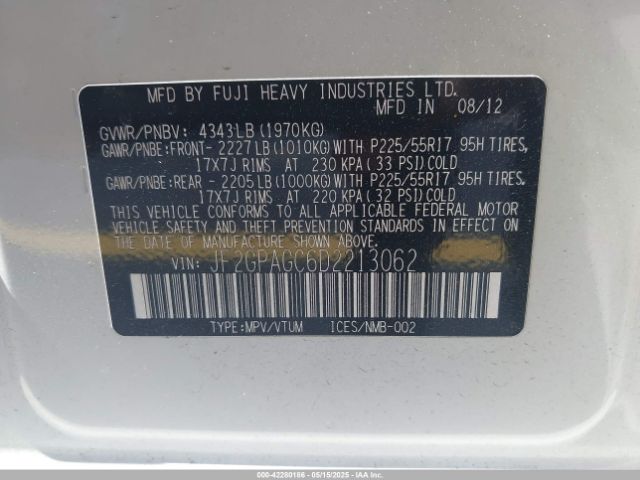 MFD BY FUJI HEAVY INDUSTRIES LTD.
MFD IN 08/12
GVWR/PNBV: 4343LB (1970KG)
GAWR/PNBE:FRONT- 2227LB (1010KG) WITH P225/55R17 95H TIRES,
17X7J RIMS AT 230 KPA (33 PSI) COLD
GAWR/PNBE:REAR - 2205LB (1000KG) WITH P225/55R17 95H TIRES,
17X7J RIMS AT 220 KPA (32 PSI) COLD
THIS VEHICLE CONFORMS TO ALL APPLICABLE FEDERAL MOTOR
VEHICLE SAFETY AND THEFT PREVENTION STANDARDS IN EFFECT ON
THE DATE OF MANUFACTURE SHOWN ABOVE.
VIN: JF2GPAGC6D2213062
TYPE:MPV/VTUM ICES/NMB-002
000-42280186 - 05/15/2025 - IAAI.com